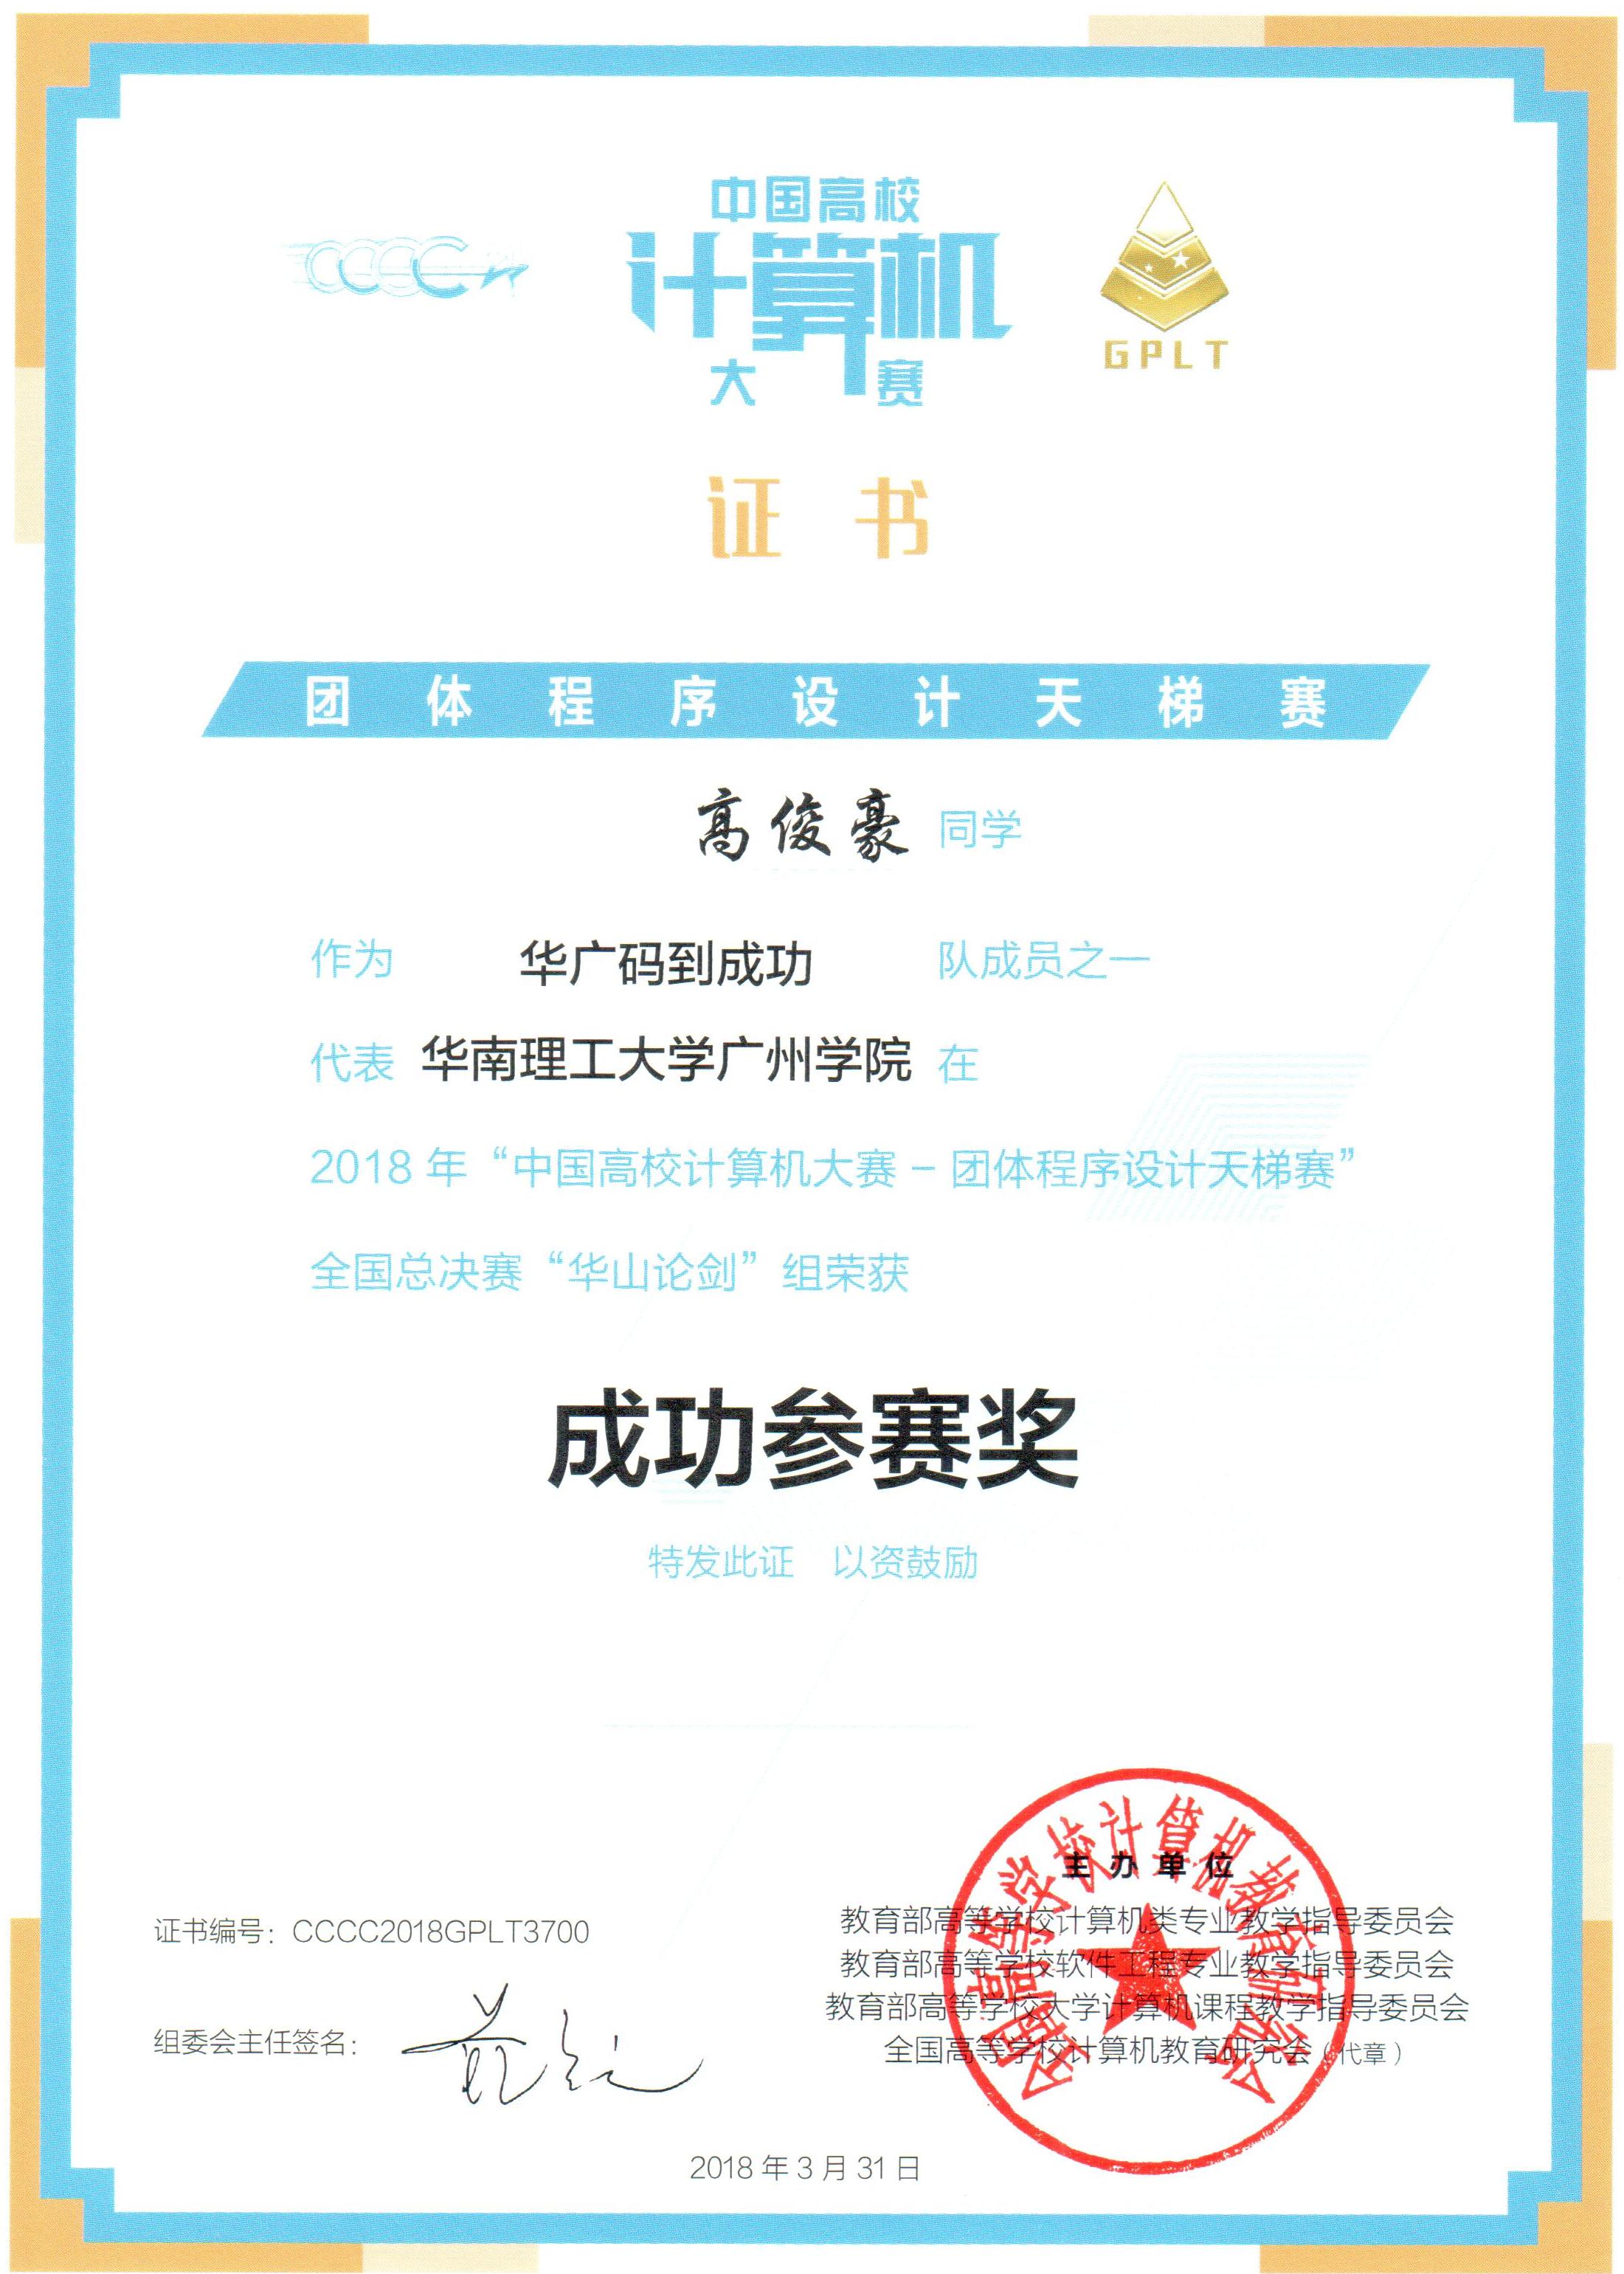 CCCC
中国高校
计算机
大赛
GPLT
证书
团体程序设计天梯赛
高俊豪 同学
作为 华广码到成功 队成员之一
代表 华南理工大学广州学院 在
2018 年 “中国高校计算机大赛 – 团体程序设计天梯赛”
全国总决赛 “华山论剑” 组荣获
成功参赛奖
特发此证 以资鼓励
全国高等学校计算机教育研究会
主办单位
教育部高等学校计算机类专业教学指导委员会
教育部高等学校软件工程专业教学指导委员会
教育部高等学校大学计算机课程教学指导委员会
全国高等学校计算机教育研究会（代章）
证书编号：CCCC2018GPLT3700
组委会主任签名：
2018 年 3 月 31 日